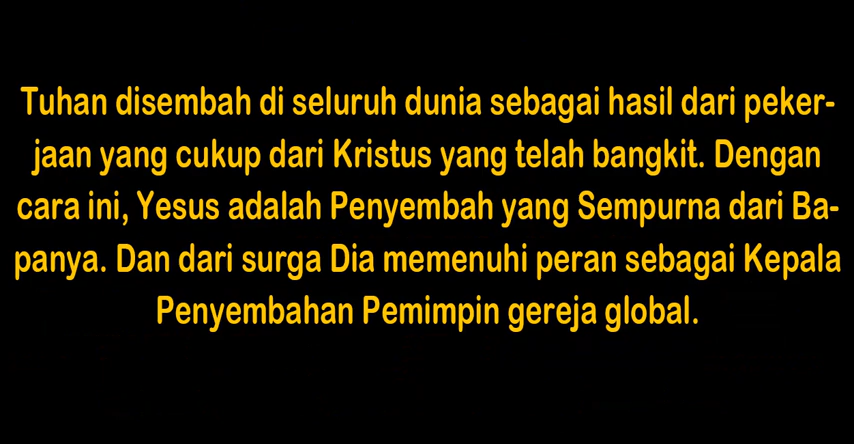 Tuhan disembah di seluruh dunia sebagai hasil dari peker-
jaan yang cukup dari Kristus yang telah bangkit. Dengan
cara ini, Yesus adalah Penyembah yang Sempurna dari Ba-
panya. Dan dari surga Dia memenuhi peran sebagai Kepala
Penyembahan Pemimpin gereja global.